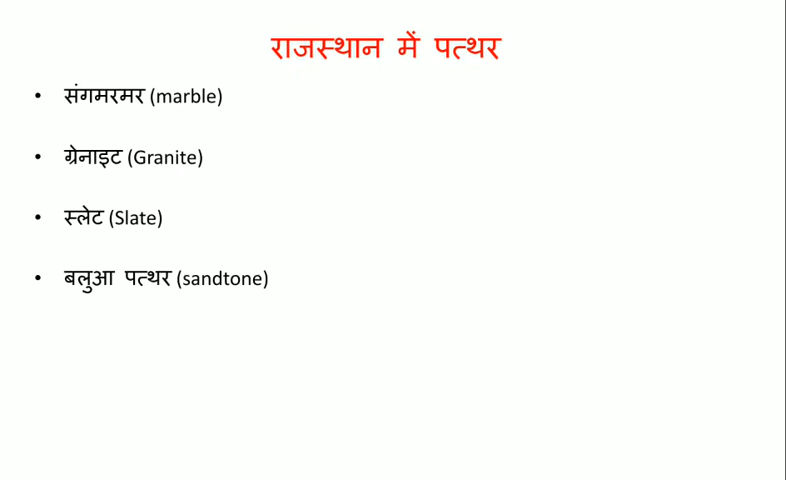 राजस्थान में पत्थर
• संगमरमर (marble)
• ग्रेनाइट (Granite)
• स्लेट (Slate)
• बलुआ पत्थर (sandtone)